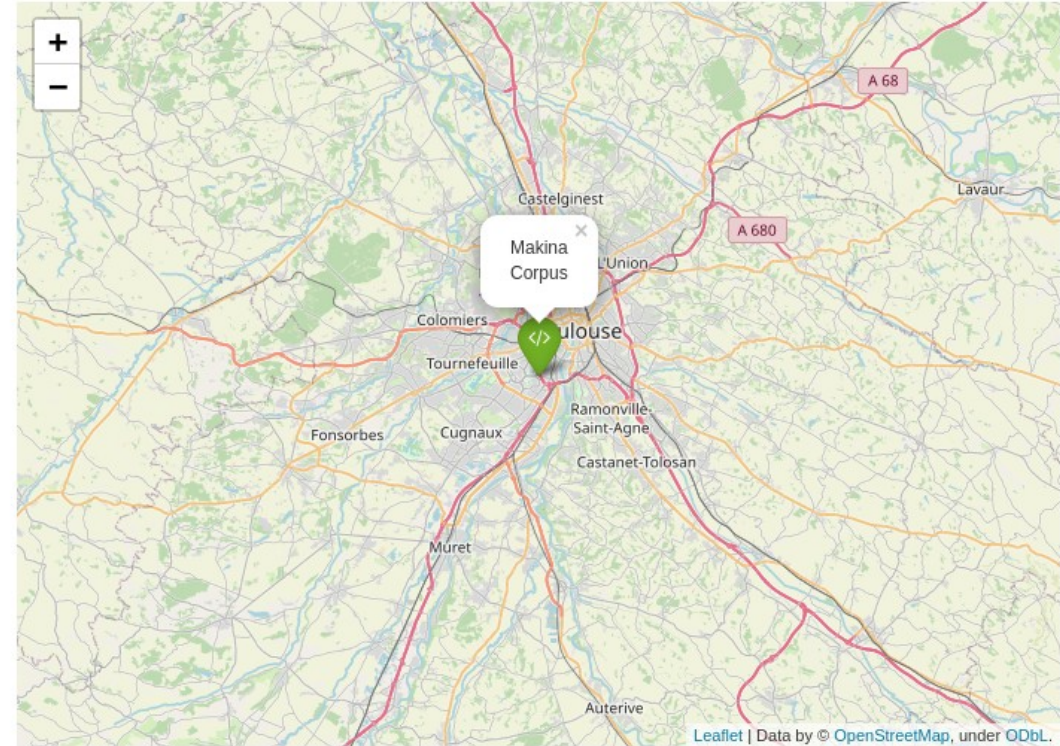 +
−
A 68
Lavaur
Castelginest
A 680
×
Makina
Corpus
L'Union
Colomiers
ulouse
</>
Tournefeuille
Ramonville-
Saint-Agne
Fonsorbes
Cugnaux
Castanet-Tolosan
Muret
Auterive
Leaflet | Data by © OpenStreetMap, under ODbL.